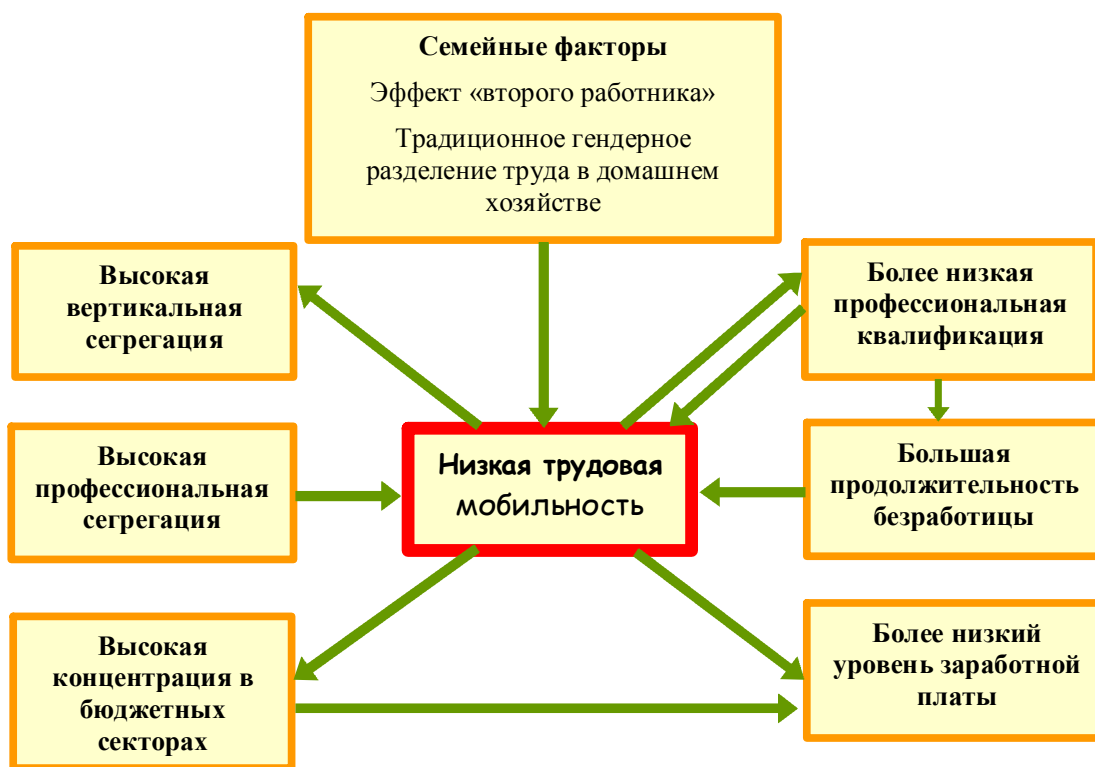 Семейные факторы
Эффект «второго работника»
Традиционное гендерное
разделение труда в домашнем
хозяйстве
Высокая
вертикальная
сегрегация
Более низкая
профессиональная
квалификация
Высокая
профессиональная
сегрегация
Низкая трудовая
мобильность
Большая
продолжительность
безработицы
Высокая
концентрация в
бюджетных
секторах
Более низкий
уровень заработной
платы